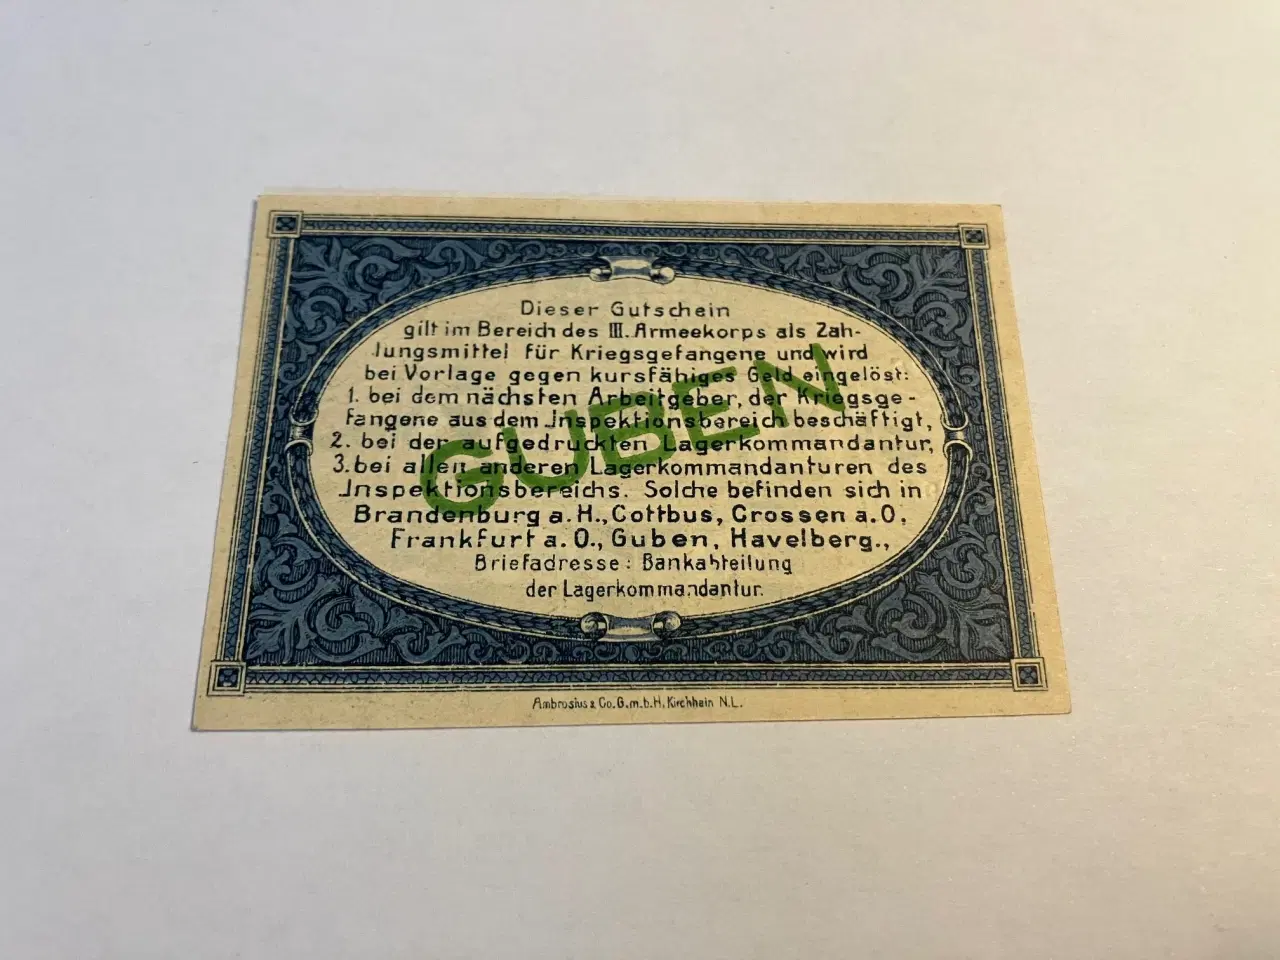 Dieser Gutschein
gilt im Bereich des III. Armeekorps als Zah-
lungsmittel für Kriegsgefangene und wird
bei Vorlage gegen kursfähiges Geld eingelöst:
1. bei dem nächsten Arbeitgeber, der Kriegsge-
fangene aus dem Jnspektionsbereich beschäftigt,
2. bei der aufgedruckten Lagerkommandantur,
3. bei allen anderen Lagerkommandanturen des
Jnspektionsbereichs. Solche befinden sich in
Brandenburg a. H., Cottbus, Crossen a. O.
Frankfurt a. O., Guben, Havelberg.,
Briefadresse: Bankabteilung
der Lagerkommandantur.
GUBEN
Ambrosius & Co. G.m.b.H. Kirchhain N.L.